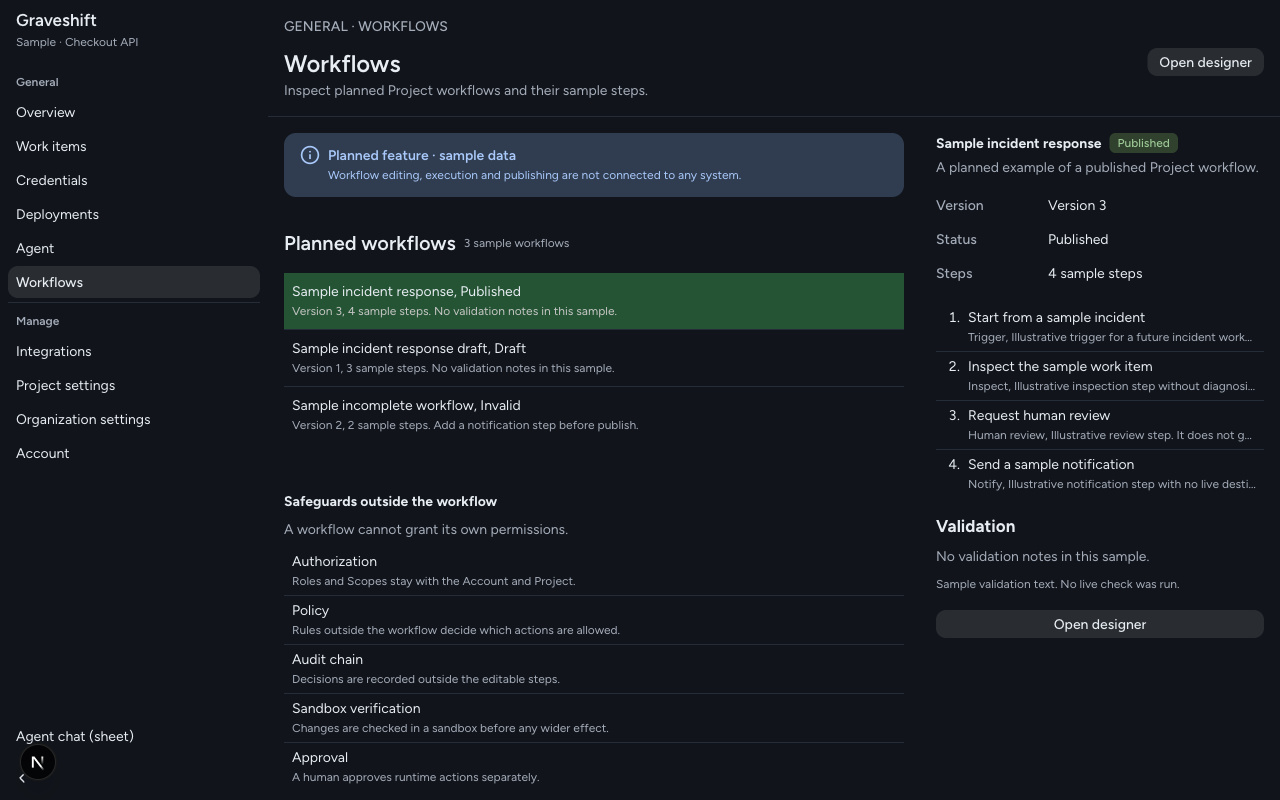 Graveshift
Sample · Checkout API
General
Overview
Work items
Credentials
Deployments
Agent
Workflows
Manage
Integrations
Project settings
Organization settings
Account
Agent chat (sheet)
N
GENERAL · WORKFLOWS
Workflows
Inspect planned Project workflows and their sample steps.
Open designer
Planned feature · sample data
Workflow editing, execution and publishing are not connected to any system.
Planned workflows 3 sample workflows
Sample incident response, Published
Version 3, 4 sample steps. No validation notes in this sample.
Sample incident response draft, Draft
Version 1, 3 sample steps. No validation notes in this sample.
Sample incomplete workflow, Invalid
Version 2, 2 sample steps. Add a notification step before publish.
Safeguards outside the workflow
A workflow cannot grant its own permissions.
Authorization
Roles and Scopes stay with the Account and Project.
Policy
Rules outside the workflow decide which actions are allowed.
Audit chain
Decisions are recorded outside the editable steps.
Sandbox verification
Changes are checked in a sandbox before any wider effect.
Approval
A human approves runtime actions separately.
Sample incident response Published
A planned example of a published Project workflow.
Version Version 3
Status Published
Steps 4 sample steps
1. Start from a sample incident
Trigger, Illustrative trigger for a future incident work…
2. Inspect the sample work item
Inspect, Illustrative inspection step without diagnosi…
3. Request human review
Human review, Illustrative review step. It does not g…
4. Send a sample notification
Notify, Illustrative notification step with no live desti…
Validation
No validation notes in this sample.
Sample validation text. No live check was run.
Open designer